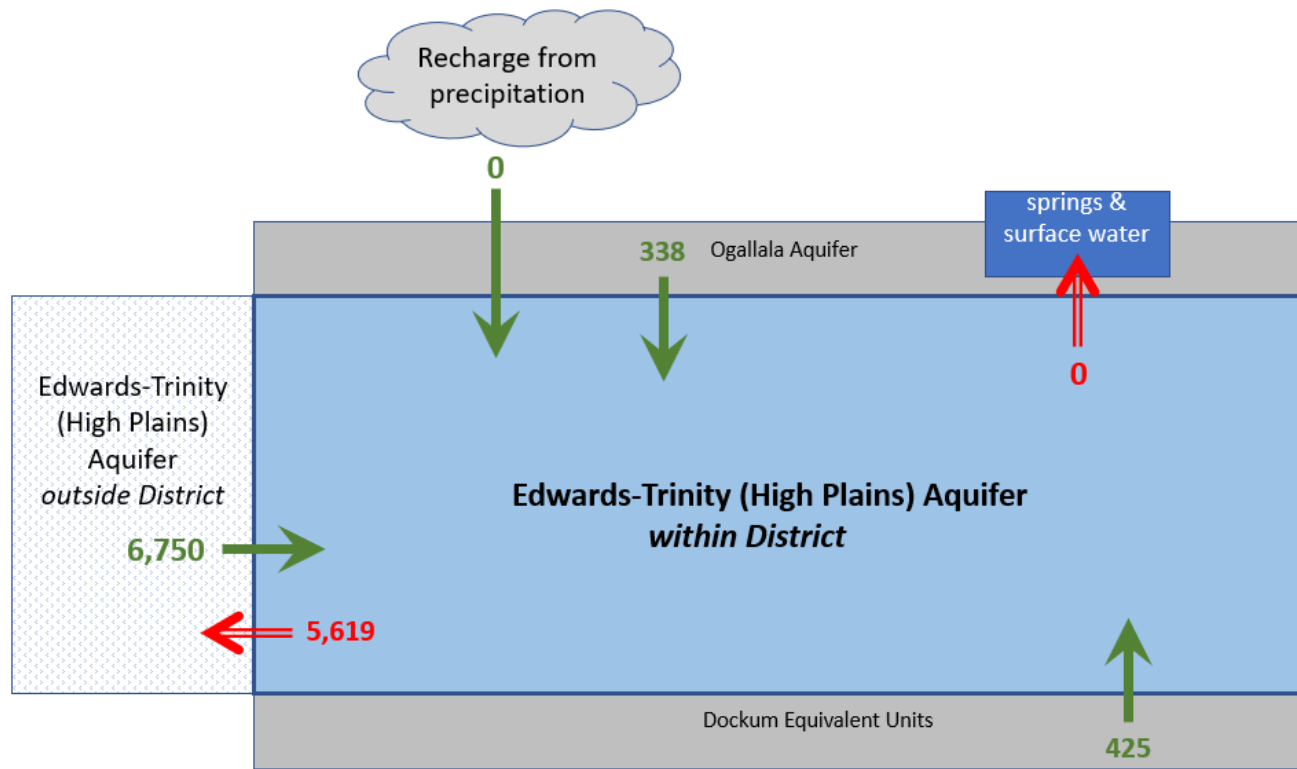 Recharge from
precipitation
0
springs &
surface water
338
Ogallala Aquifer
0
Edwards-Trinity
(High Plains)
Aquifer
outside District
6,750
Edwards-Trinity (High Plains) Aquifer
within District
5,619
Dockum Equivalent Units
425